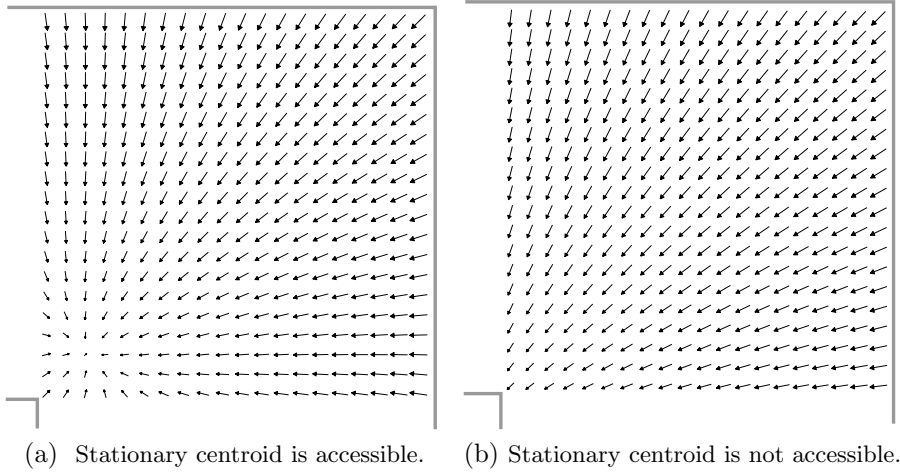 (a) Stationary centroid is accessible.
(b) Stationary centroid is not accessible.